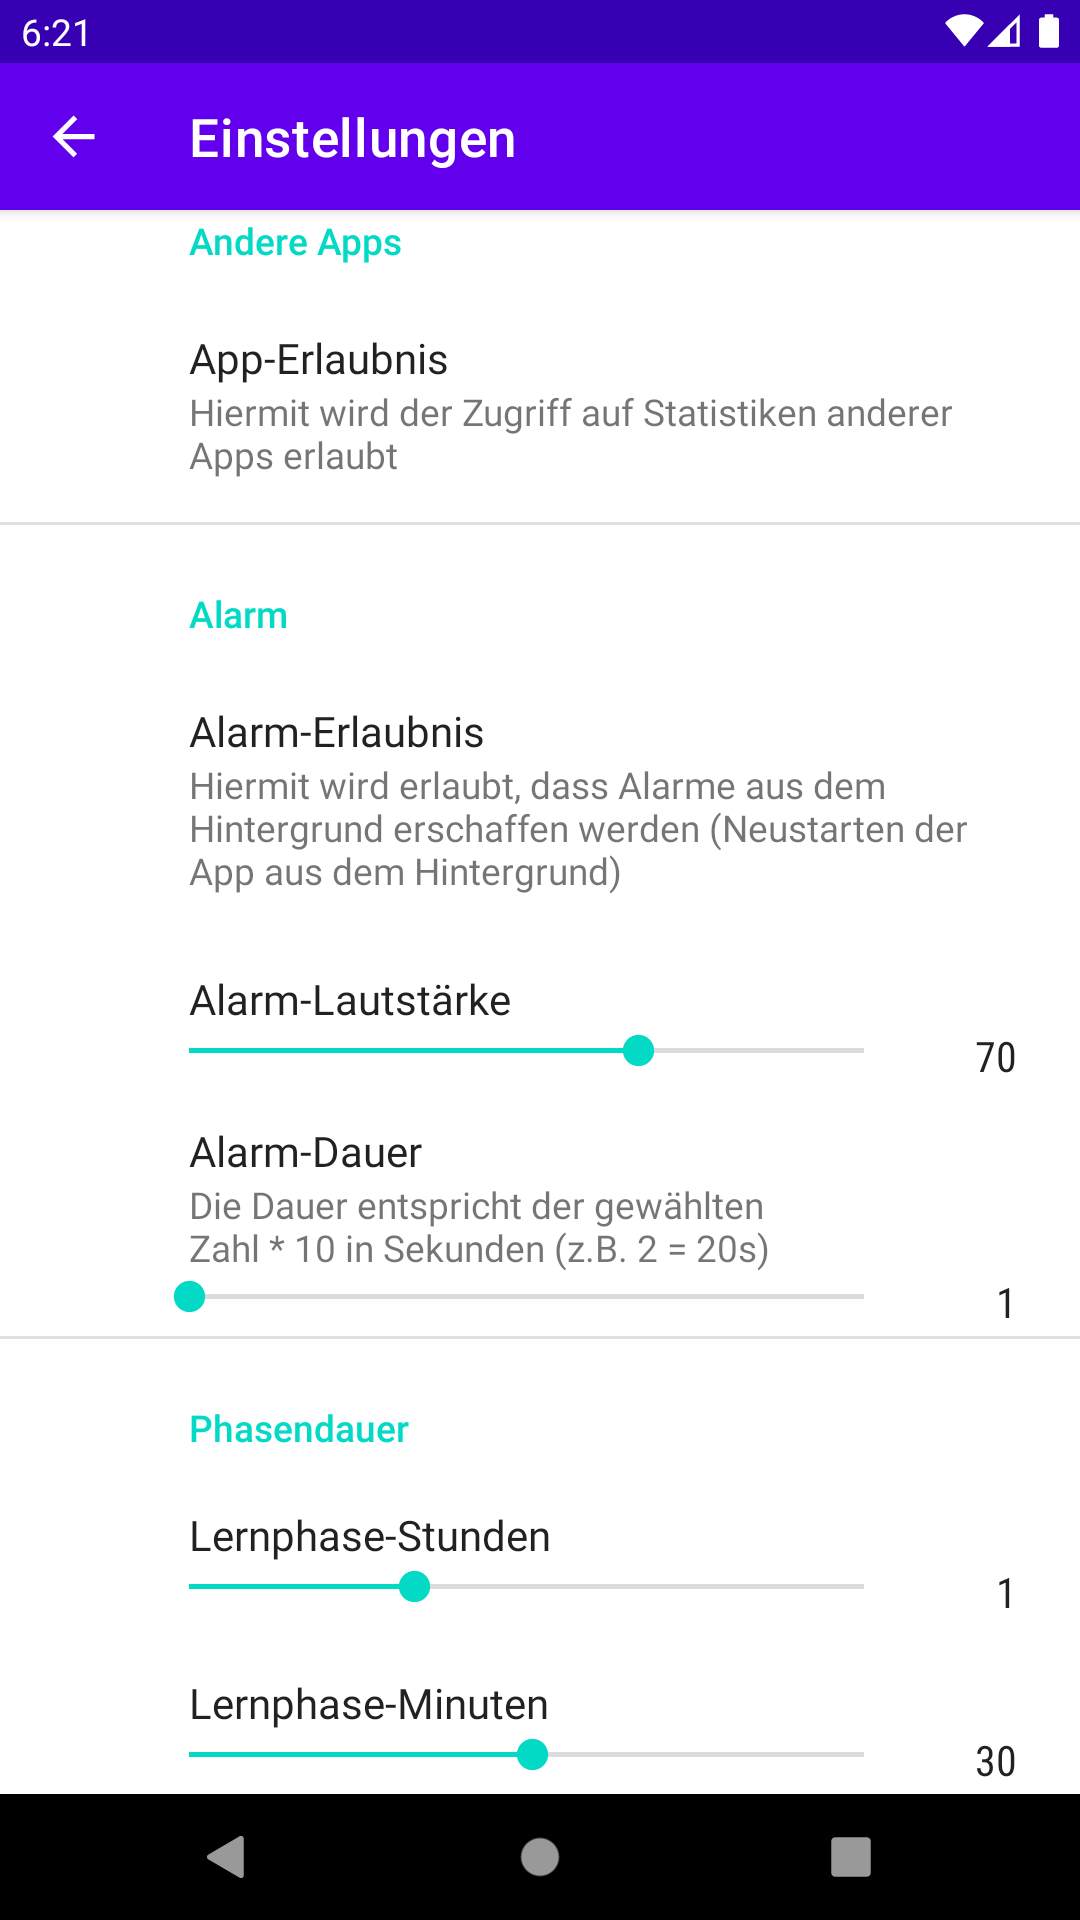 6:21
Einstellungen
Andere Apps
App-Erlaubnis
Hiermit wird der Zugriff auf Statistiken anderer
Apps erlaubt
Alarm
Alarm-Erlaubnis
Hiermit wird erlaubt, dass Alarme aus dem
Hintergrund erschaffen werden (Neustarten der
App aus dem Hintergrund)
Alarm-Lautstärke
70
Alarm-Dauer
Die Dauer entspricht der gewählten
Zahl * 10 in Sekunden (z.B. 2 = 20s)
1
Phasendauer
Lernphase-Stunden
1
Lernphase-Minuten
30